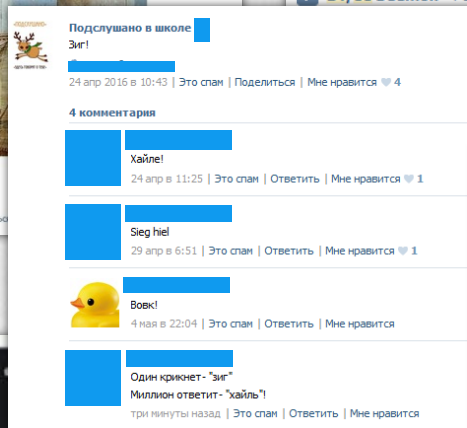 Подслушано в школе
Зиг!
24 апр 2016 в 10:43 | Это спам | Поделиться | Мне нравится 4
4 комментария
Хайле!
24 апр в 11:25 | Это спам | Ответить | Мне нравится 1
Sieg hiel
29 апр в 6:51 | Это спам | Ответить | Мне нравится 1
Вовк!
4 мая в 22:04 | Это спам | Ответить | Мне нравится
Один крикнет- "зиг"
Миллион ответит- "хайль"!
три минуты назад | Это спам | Ответить | Мне нравится